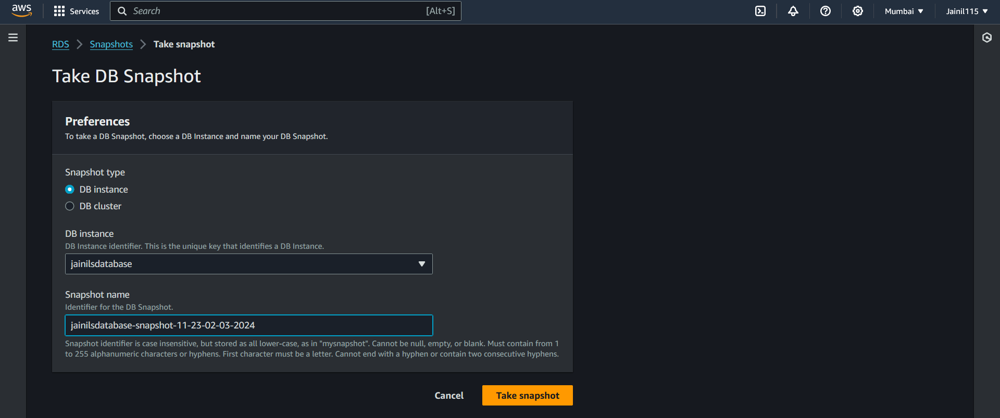 aws
Services
Search
[Alt+S]
Mumbai
Jainil115
RDS
Snapshots
Take snapshot
Take DB Snapshot
Preferences
To take a DB Snapshot, choose a DB Instance and name your DB Snapshot.
Snapshot type
DB instance
DB cluster
DB instance
DB Instance identifier. This is the unique key that identifies a DB Instance.
jainilsdatabase
Snapshot name
Identifier for the DB Snapshot.
jainilsdatabase-snapshot-11-23-02-03-2024
Snapshot identifier is case insensitive, but stored as all lower-case, as in "mysnapshot". Cannot be null, empty, or blank. Must contain from 1
to 255 alphanumeric characters or hyphens. First character must be a letter. Cannot end with a hyphen or contain two consecutive hyphens.
Cancel
Take snapshot